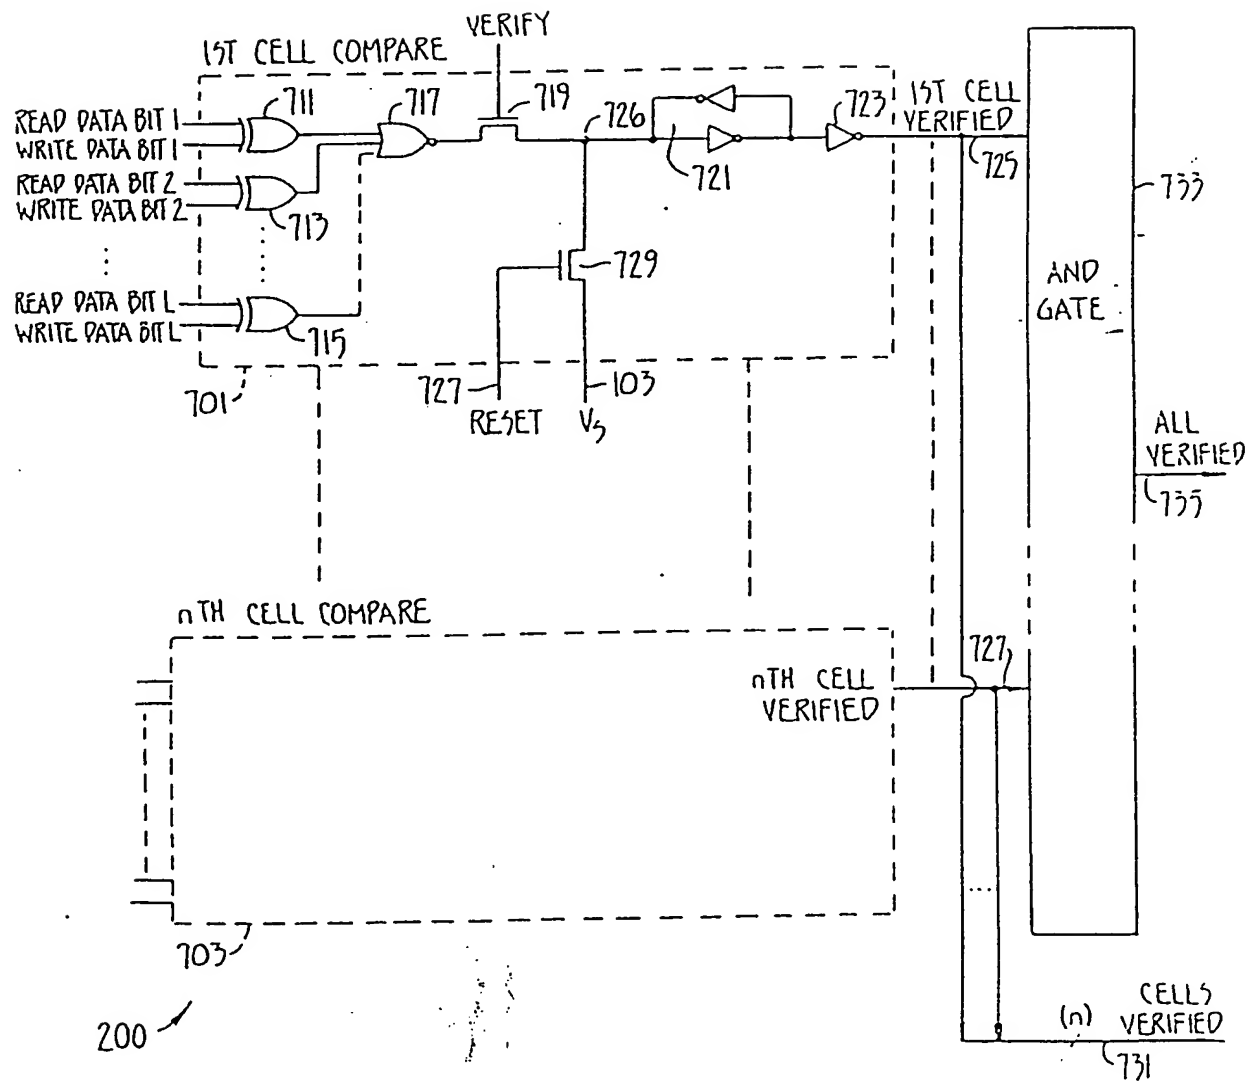 VERIFY
1ST CELL COMPARE
711
717
719
726
723
1ST CELL
VERIFIED
READ DATA BIT 1
WRITE DATA BIT 1
721
725
READ DATA BIT 2
WRITE DATA BIT 2
713
733
729
AND
GATE
READ DATA BIT L
WRITE DATA BIT L
715
701
727
103
RESET
VS
ALL
VERIFIED
735
nTH CELL COMPARE
727
nTH CELL
VERIFIED
703
200
(n)
CELLS
VERIFIED
731